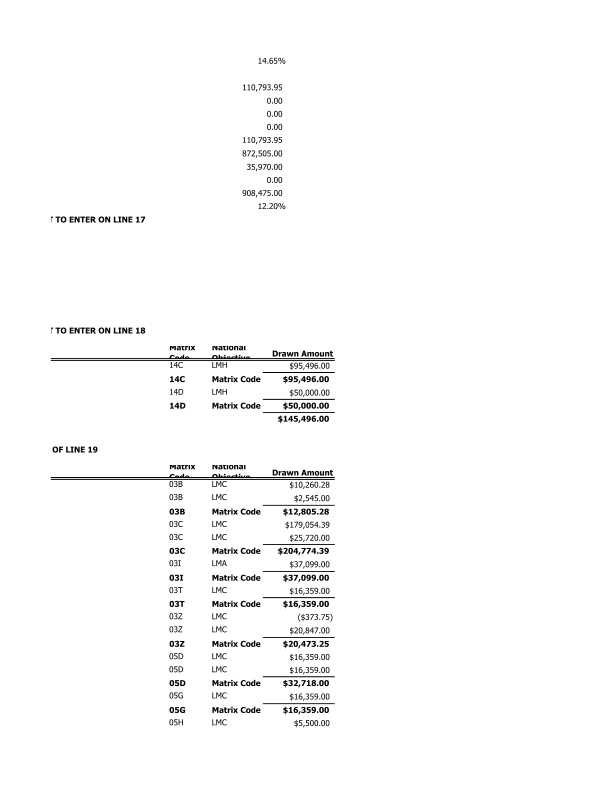 14.65%
110,793.95
0.00
0.00
0.00
110,793.95
872,505.00
35,970.00
0.00
908,475.00
12.20%
TO ENTER ON LINE 17
TO ENTER ON LINE 18
Matrix National
Code Objective Drawn Amount
14C LMH $95,496.00
14C Matrix Code $95,496.00
14D LMH $50,000.00
14D Matrix Code $50,000.00
$145,496.00
OF LINE 19
Matrix National
Code Objective Drawn Amount
03B LMC $10,260.28
03B LMC $2,545.00
03B Matrix Code $12,805.28
03C LMC $179,054.39
03C LMC $25,720.00
03C Matrix Code $204,774.39
03I LMA $37,099.00
03I Matrix Code $37,099.00
03T LMC $16,359.00
03T Matrix Code $16,359.00
03Z LMC ($373.75)
03Z LMC $20,847.00
03Z Matrix Code $20,473.25
05D LMC $16,359.00
05D LMC $16,359.00
05D Matrix Code $32,718.00
05G LMC $16,359.00
05G Matrix Code $16,359.00
05H LMC $5,500.00